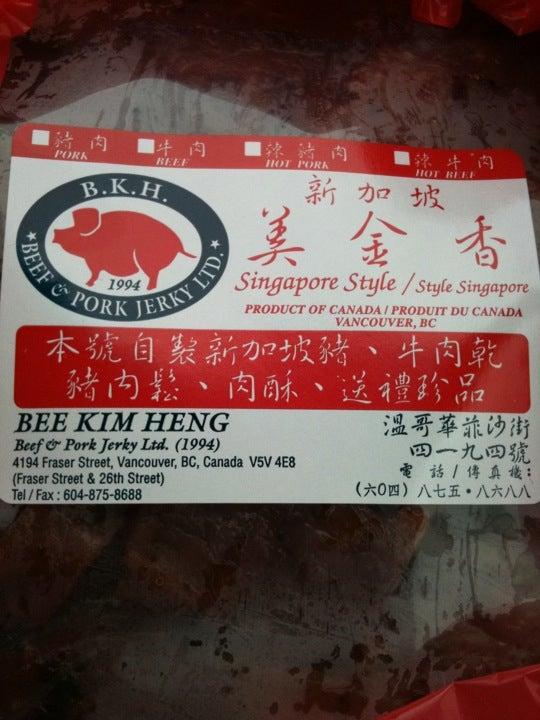 豬肉 牛肉 辣豬肉 辣牛肉
PORK BEEF HOT PORK HOT BEEF
B.K.H.
1994
★ BEEF & PORK JERKY LTD. ★
新加坡
美金香
Singapore Style / Style Singapore
PRODUCT OF CANADA / PRODUIT DU CANADA
VANCOUVER, BC
本號自製新加坡豬、牛肉乾
豬肉鬆、肉酥、送禮珍品
BEE KIM HENG
Beef & Pork Jerky Ltd. (1994)
4194 Fraser Street, Vancouver, BC, Canada V5V 4E8
(Fraser Street & 26th Street)
Tel / Fax : 604-875-8688
溫哥華菲沙街
四一九四號
電話/傳真機:
(六0四)八七五·八六八八